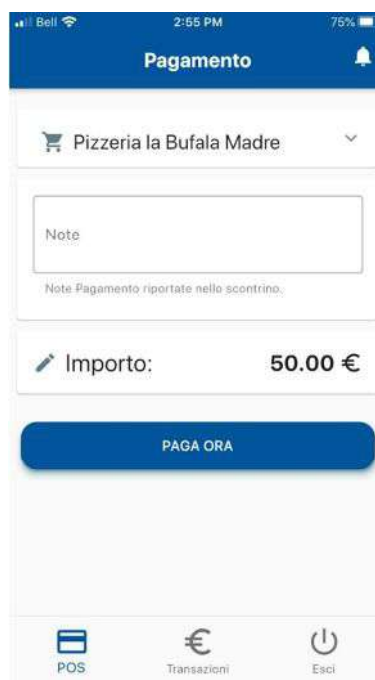 Bell 2:55 PM 75%
Pagamento
Pizzeria la Bufala Madre
Note
Note Pagamento riportate nello scontrino.
Importo: 50.00 €
PAGA ORA
POS Transazioni Esci